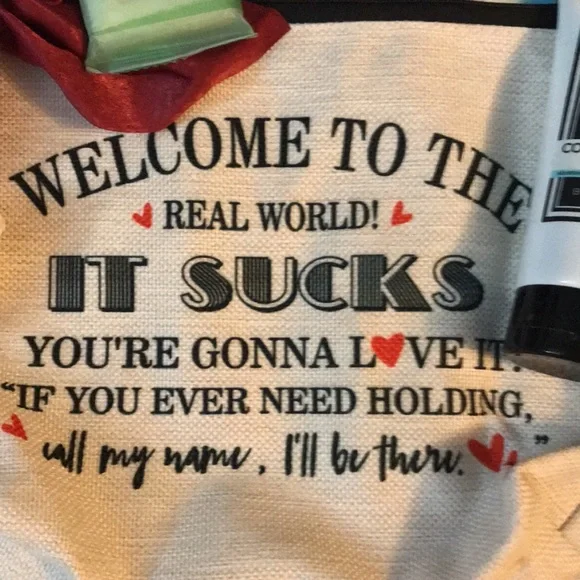 WELCOME TO THE
REAL WORLD!
IT SUCKS
YOU'RE GONNA LOVE IT!
"IF YOU EVER NEED HOLDING,
call my name, I'll be there."
CO